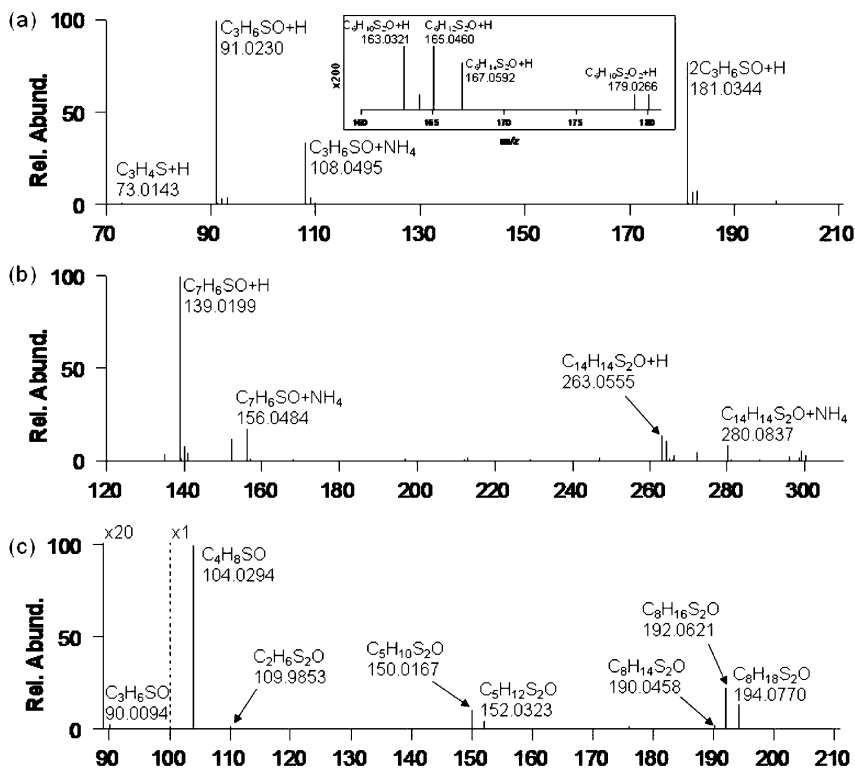 (a)
Rel. Abund.
100
50
0
C₃H₆SO+H
91.0230
C₃H₄S+H
73.0143
C₃H₆SO+NH₄
108.0495
x200
C₆H₁₀S₂O+H
163.0321
C₆H₁₂S₂O+H
165.0460
C₆H₁₄S₂O+H
167.0592
C₆H₁₀S₂O₂+H
179.0266
160 165 170 175 180
m/z
2C₃H₆SO+H
181.0344
70 90 110 130 150 170 190 210
(b)
Rel. Abund.
100
50
0
C₇H₆SO+H
139.0199
C₇H₆SO+NH₄
156.0484
C₁₄H₁₄S₂O+H
263.0555
C₁₄H₁₄S₂O+NH₄
280.0837
120 140 160 180 200 220 240 260 280 300
(c)
Rel. Abund.
100
50
0
x20 x1
C₃H₆SO
90.0094
C₄H₈SO
104.0294
C₂H₆S₂O
109.9853
C₅H₁₀S₂O
150.0167
C₅H₁₂S₂O
152.0323
C₈H₁₆S₂O
192.0621
C₈H₁₄S₂O
190.0458
C₈H₁₈S₂O
194.0770
90 100 110 120 130 140 150 160 170 180 190 200 210